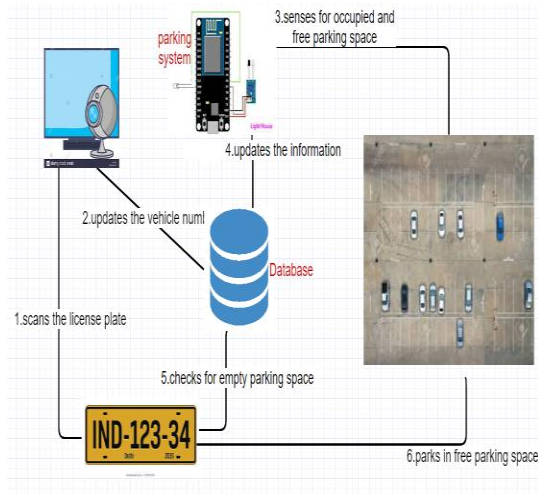 3.senses for occupied and
free parking space
parking
system
LightHouse
4.updates the information
2.updates the vehicle numl
Database
1.scans the license plate
5.checks for empty parking space
IND-123-34
Delhi
6.parks in free parking space